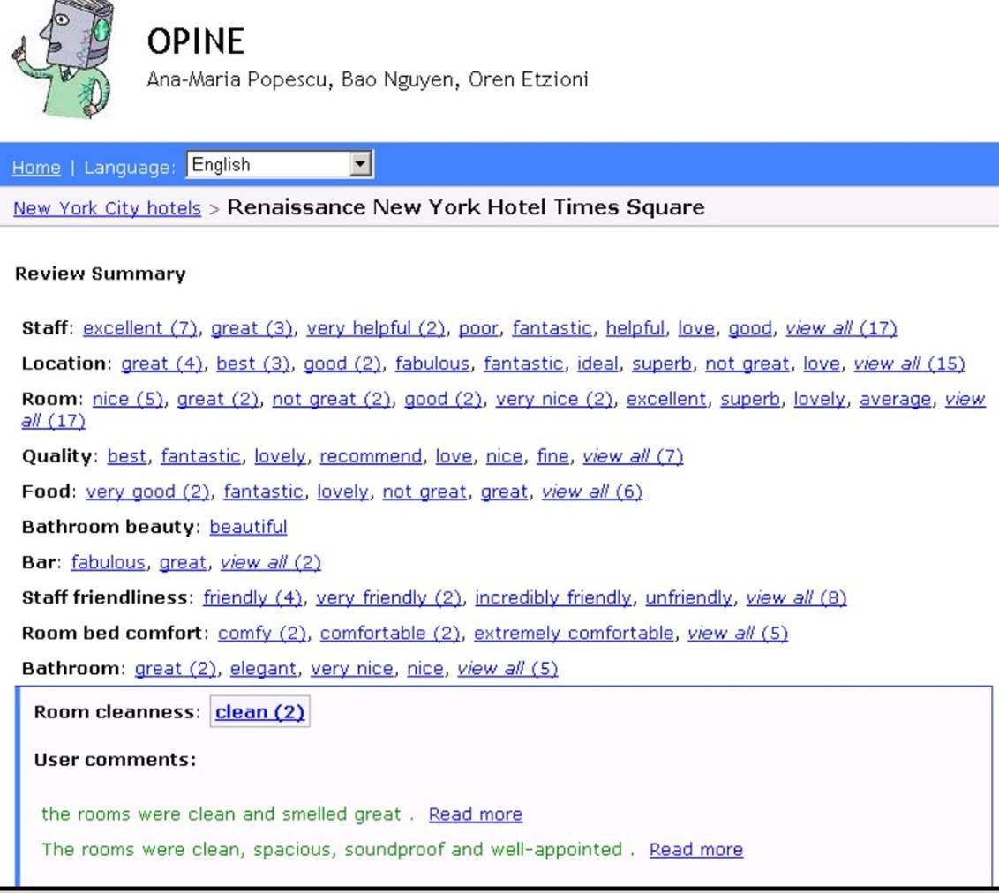 OPINE
Ana-Maria Popescu, Bao Nguyen, Oren Etzioni
Home | Language: English
New York City hotels > Renaissance New York Hotel Times Square
Review Summary
Staff: excellent (7), great (3), very helpful (2), poor, fantastic, helpful, love, good, view all (17)
Location: great (4), best (3), good (2), fabulous, fantastic, ideal, superb, not great, love, view all (15)
Room: nice (5), great (2), not great (2), good (2), very nice (2), excellent, superb, lovely, average, view
all (17)
Quality: best, fantastic, lovely, recommend, love, nice, fine, view all (7)
Food: very good (2), fantastic, lovely, not great, great, view all (6)
Bathroom beauty: beautiful
Bar: fabulous, great, view all (2)
Staff friendliness: friendly (4), very friendly (2), incredibly friendly, unfriendly, view all (8)
Room bed comfort: comfy (2), comfortable (2), extremely comfortable, view all (5)
Bathroom: great (2), elegant, very nice, nice, view all (5)
Room cleanness: clean (2)
User comments:
the rooms were clean and smelled great . Read more
The rooms were clean, spacious, soundproof and well-appointed . Read more